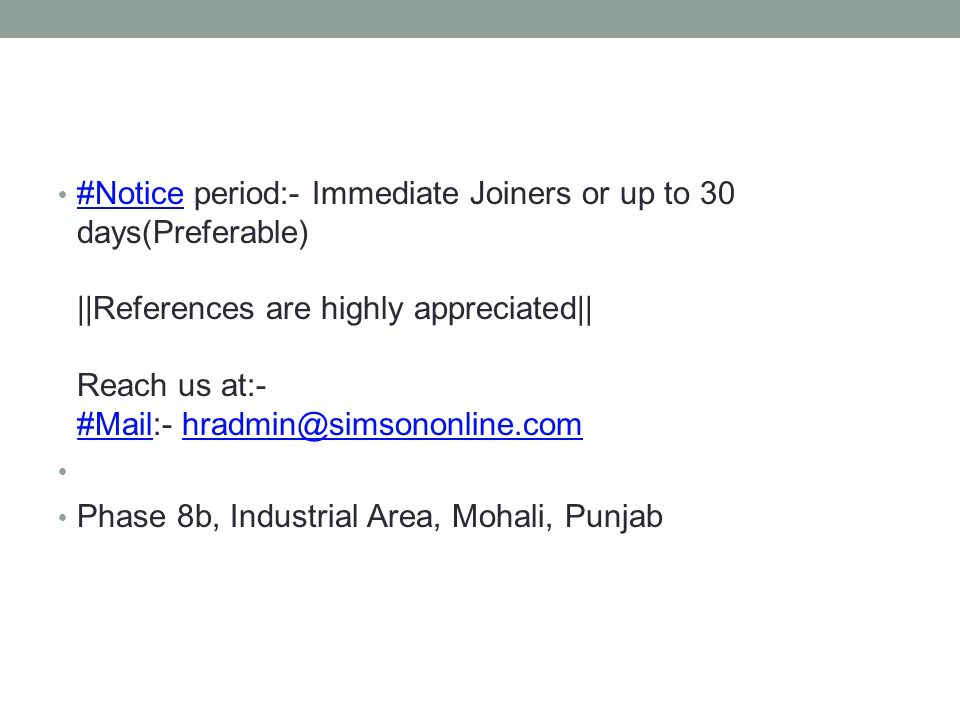 • #Notice period:- Immediate Joiners or up to 30
days(Preferable)
||References are highly appreciated||
Reach us at:-
#Mail:- hradmin@simsononline.com
•
• Phase 8b, Industrial Area, Mohali, Punjab